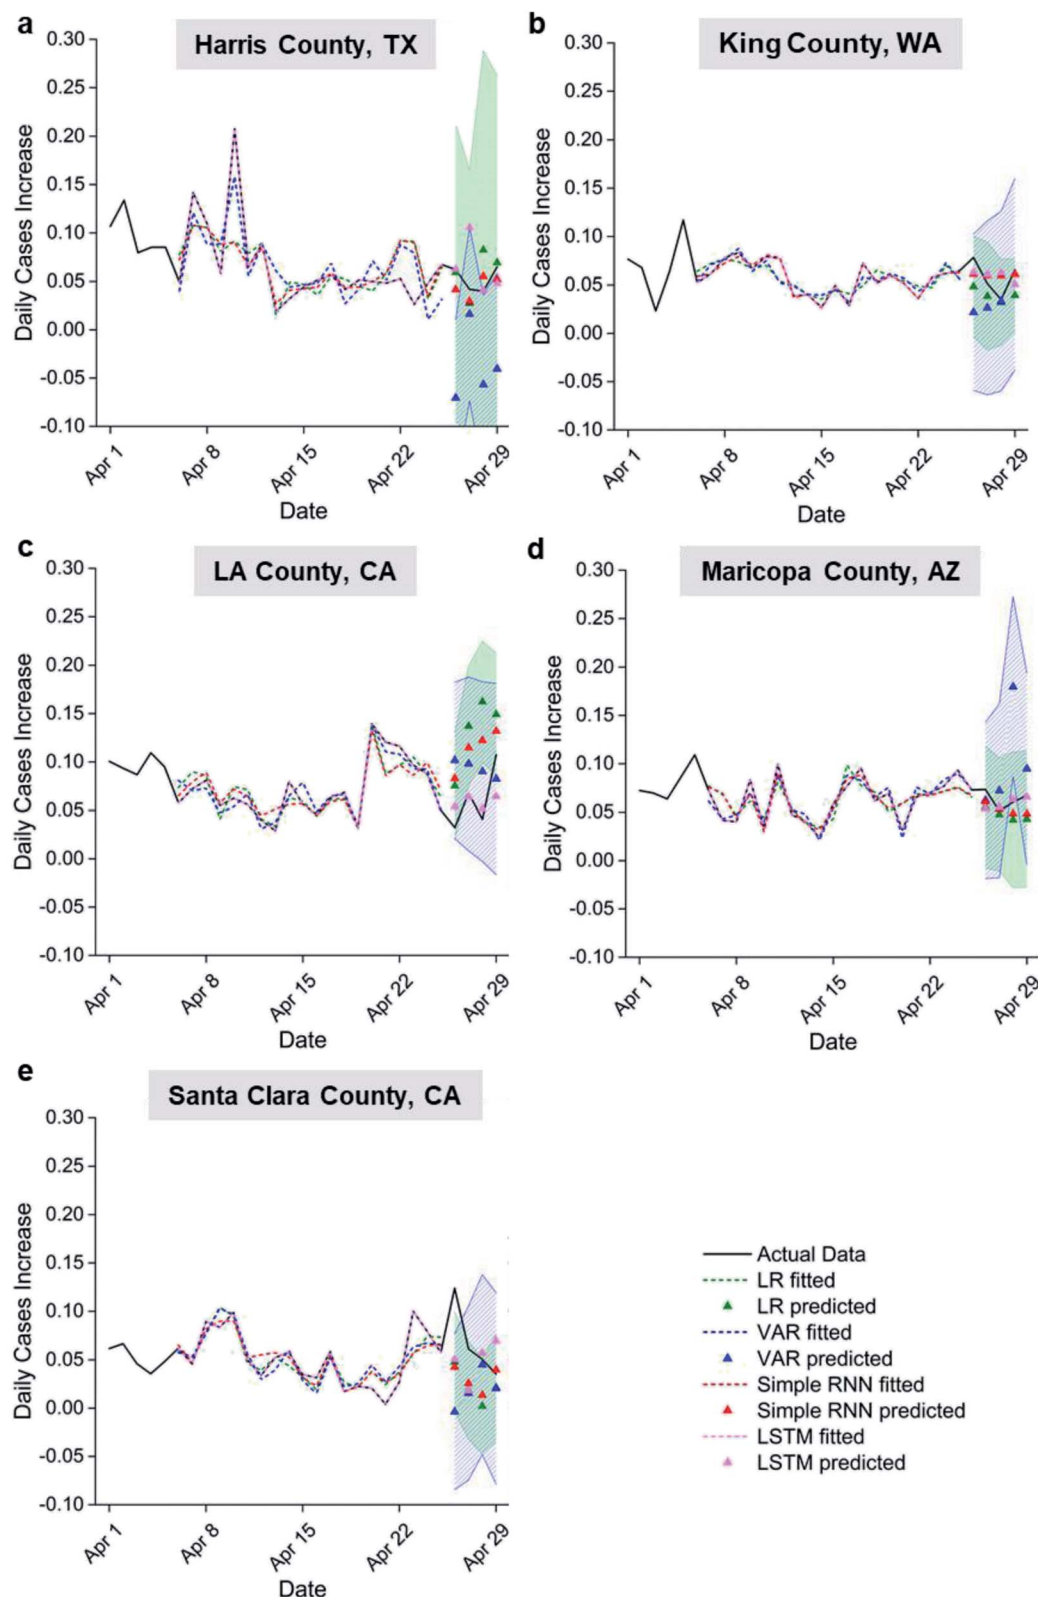 a
Harris County, TX
0.30
0.25
0.20
0.15
0.10
0.05
0.00
-0.05
-0.10
Daily Cases Increase
Apr 1
Apr 8
Apr 15
Apr 22
Apr 29
Date
b
King County, WA
0.30
0.25
0.20
0.15
0.10
0.05
0.00
-0.05
-0.10
Daily Cases Increase
Apr 1
Apr 8
Apr 15
Apr 22
Apr 29
Date
c
LA County, CA
0.30
0.25
0.20
0.15
0.10
0.05
0.00
-0.05
-0.10
Daily Cases Increase
Apr 1
Apr 8
Apr 15
Apr 22
Apr 29
Date
d
Maricopa County, AZ
0.30
0.25
0.20
0.15
0.10
0.05
0.00
-0.05
-0.10
Daily Cases Increase
Apr 1
Apr 8
Apr 15
Apr 22
Apr 29
Date
e
Santa Clara County, CA
0.30
0.25
0.20
0.15
0.10
0.05
0.00
-0.05
-0.10
Daily Cases Increase
Apr 1
Apr 8
Apr 15
Apr 22
Apr 29
Date
Actual Data
LR fitted
LR predicted
VAR fitted
VAR predicted
Simple RNN fitted
Simple RNN predicted
LSTM fitted
LSTM predicted